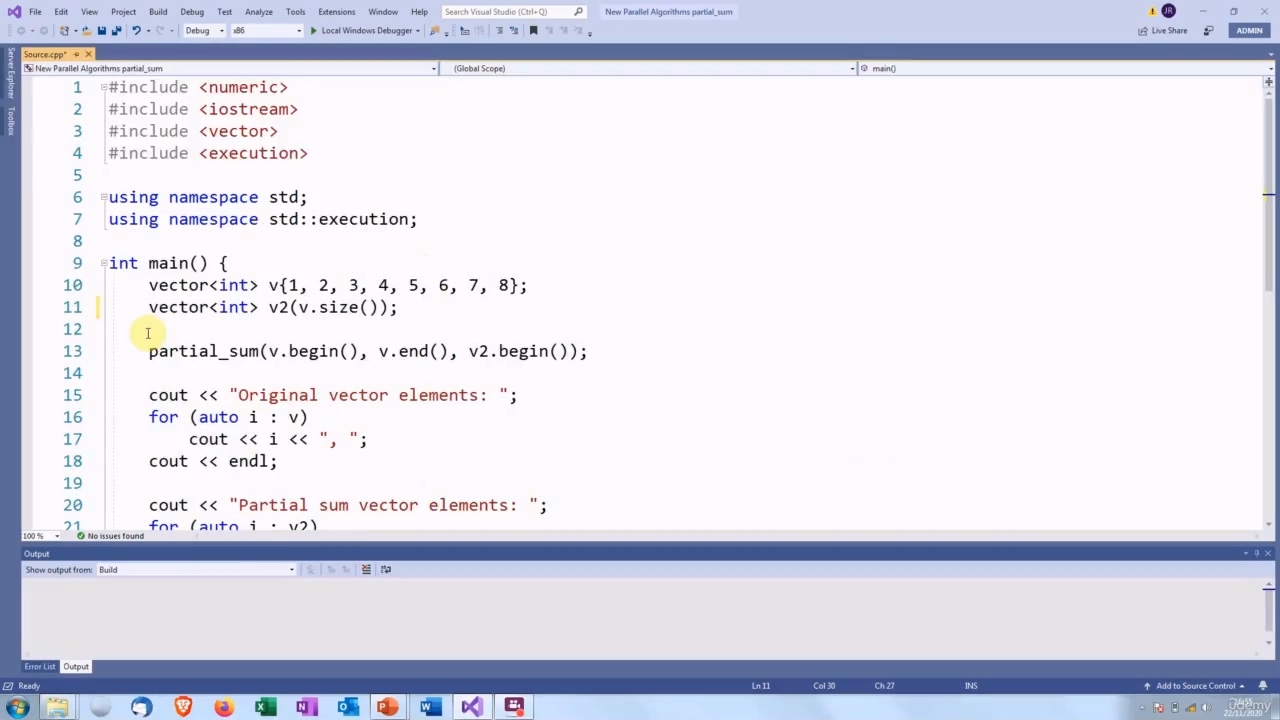 File Edit View Project Build Debug Test Analyze Tools Extensions Window Help Search Visual Studio (Ctrl+Q) New Parallel Algorithms partial_sum JR
Debug x86 Local Windows Debugger Live Share ADMIN
Server Explorer
Toolbox
Source.cpp*
New Parallel Algorithms partial_sum (Global Scope) main()
1 #include <numeric>
2 #include <iostream>
3 #include <vector>
4 #include <execution>
5
6 using namespace std;
7 using namespace std::execution;
8
9 int main() {
10 vector<int> v{1, 2, 3, 4, 5, 6, 7, 8};
11 vector<int> v2(v.size());
12
13 partial_sum(v.begin(), v.end(), v2.begin());
14
15 cout << "Original vector elements: ";
16 for (auto i : v)
17 cout << i << ", ";
18 cout << endl;
19
20 cout << "Partial sum vector elements: ";
21 for (auto i : v2)
100 % No issues found
Output
Show output from: Build
Error List Output
Ready Ln 11 Col 30 Ch 27 INS Add to Source Control
udemy
22/11/2020